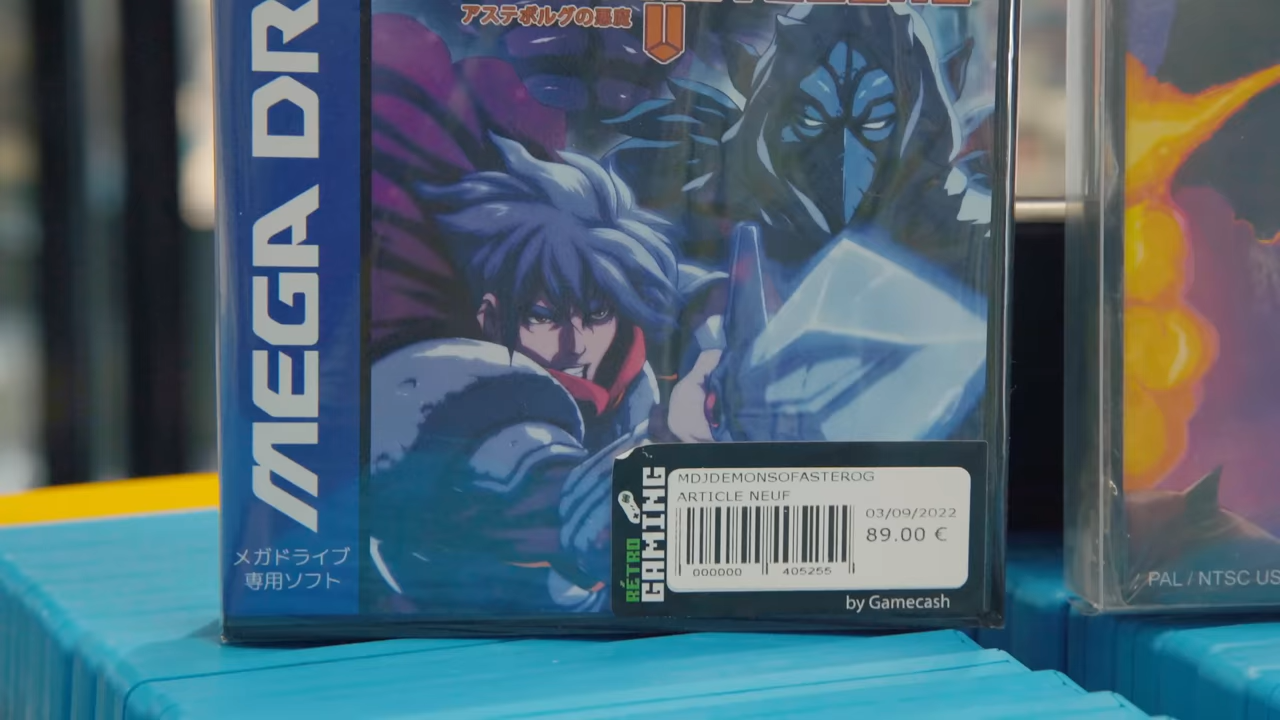 アステボルグの悪魔
MEGA DR
メガドライブ
専用ソフト
RÉTRO
GAMING
MDJDEMONSOFASTEROG
ARTICLE NEUF
03/09/2022
89.00 €
000000 405255
by Gamecash
PAL / NTSC US